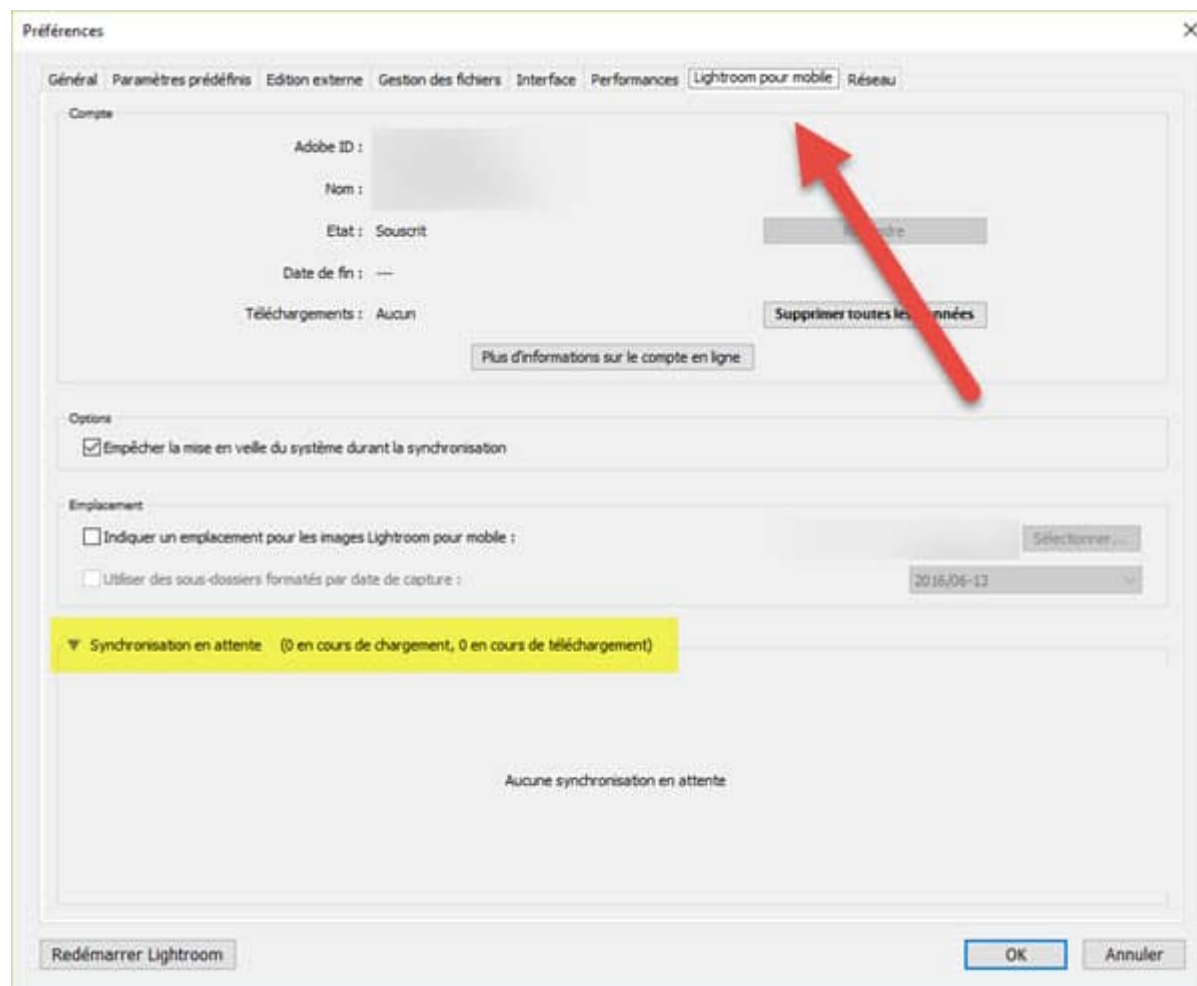 Préférences
Général Paramètres prédéfinis Edition externe Gestion des fichiers Interface Performances Lightroom pour mobile Réseau
Compte
Adobe ID :
Nom :
Etat : Souscrit
Date de fin : ---
Téléchargements : Aucun Supprimer toutes les données
Plus d'informations sur le compte en ligne
Options
Empêcher la mise en veille du système durant la synchronisation
Emplacement
Indiquer un emplacement pour les images Lightroom pour mobile : Sélectionner...
Utiliser des sous-dossiers formatés par date de capture : 2016/06-13
Synchronisation en attente (0 en cours de chargement, 0 en cours de téléchargement)
Aucune synchronisation en attente
Redémarrer Lightroom OK Annuler